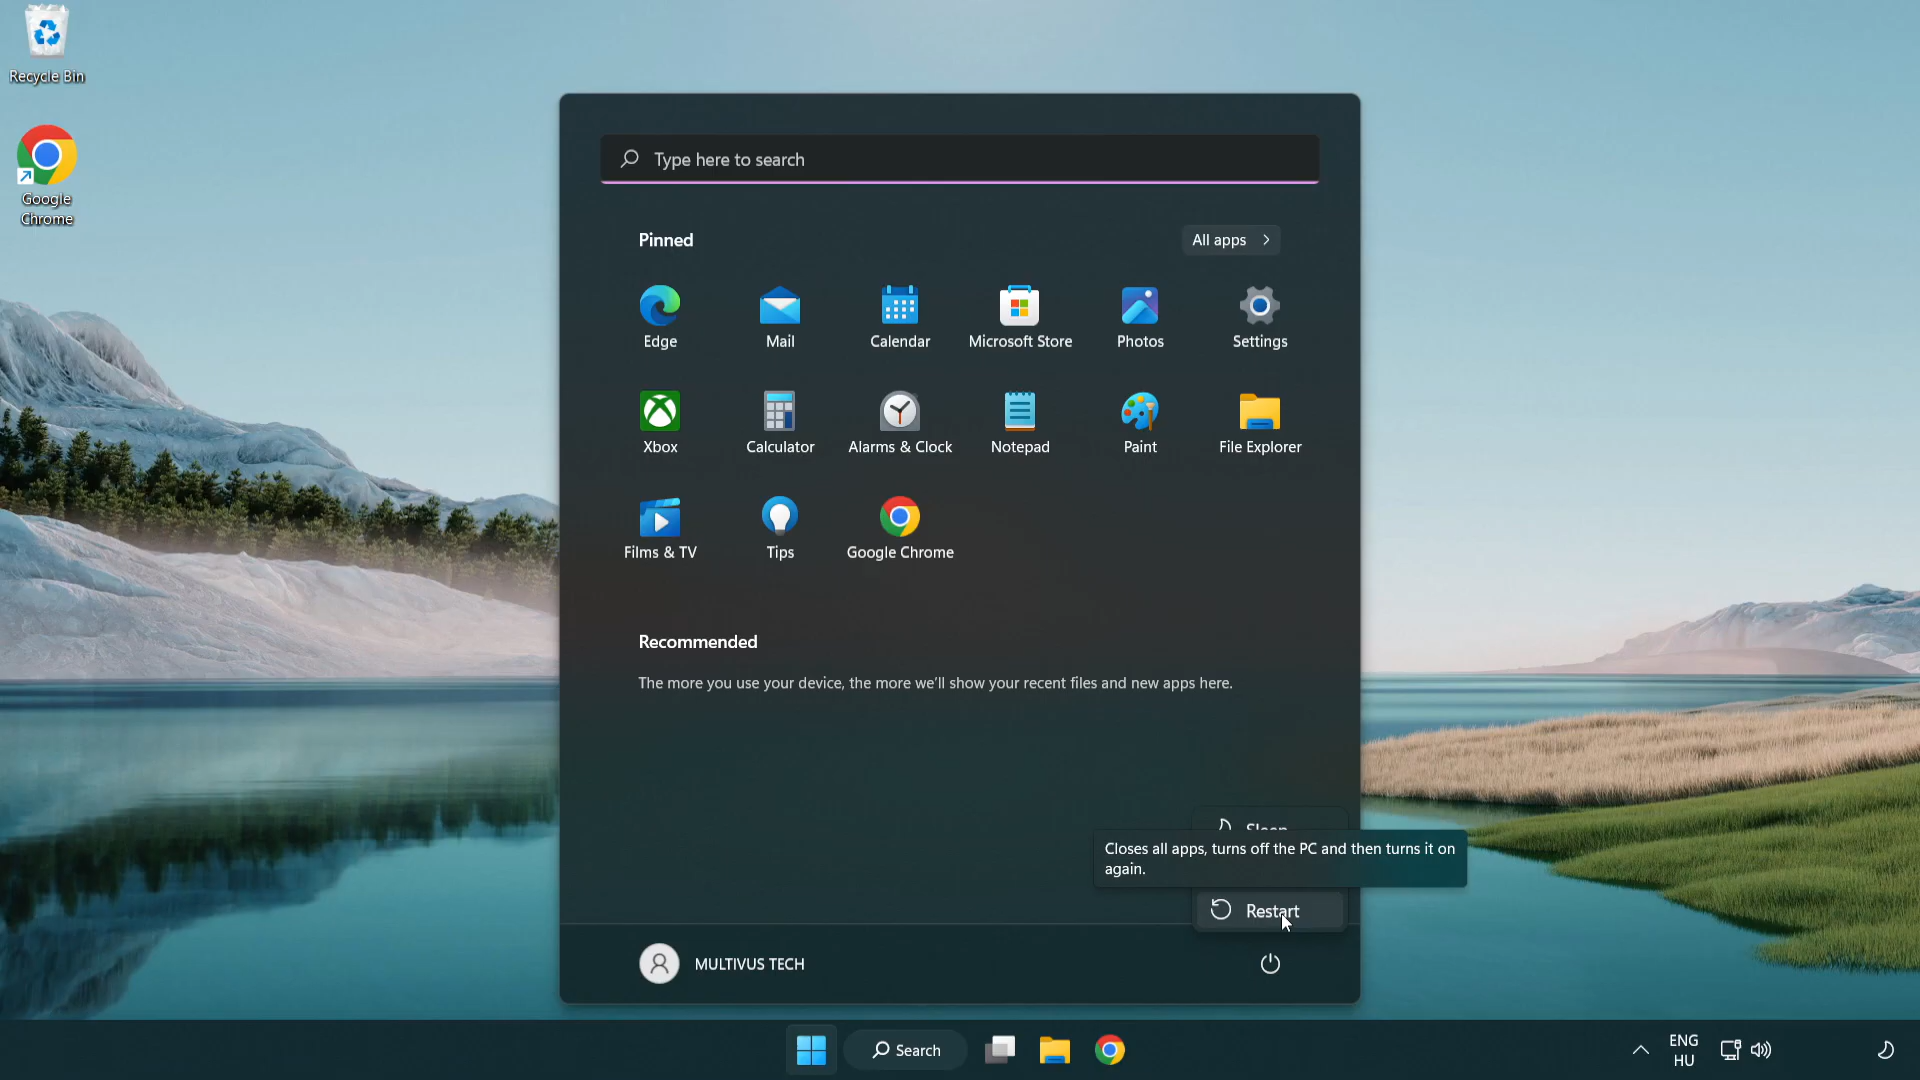 Recycle Bin
Google
Chrome
Type here to search
Pinned
All apps
Edge
Mail
Calendar
Microsoft Store
Photos
Settings
Xbox
Calculator
Alarms & Clock
Notepad
Paint
File Explorer
Films & TV
Tips
Google Chrome
Recommended
The more you use your device, the more we'll show your recent files and new apps here.
Sleep
Closes all apps, turns off the PC and then turns it on
again.
Restart
MULTIVUS TECH
Search
ENG
HU